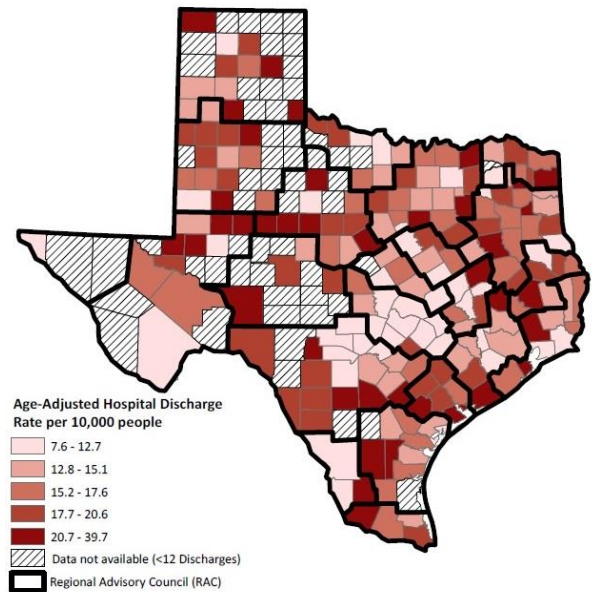 Age-Adjusted Hospital Discharge
Rate per 10,000 people
7.6 - 12.7
12.8 - 15.1
15.2 - 17.6
17.7 - 20.6
20.7 - 39.7
Data not available (<12 Discharges)
Regional Advisory Council (RAC)